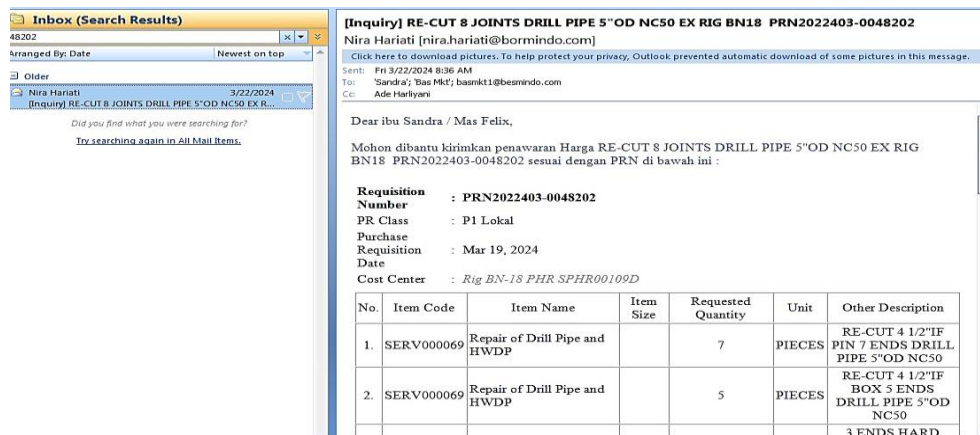 Inbox (Search Results)
48202
Arranged By: Date
Newest on top
Older
Nira Hariati 3/22/2024
[Inquiry] RE-CUT 8 JOINTS DRILL PIPE 5"OD NC50 EX R...
Did you find what you were searching for?
Try searching again in All Mail Items.
[Inquiry] RE-CUT 8 JOINTS DRILL PIPE 5"OD NC50 EX RIG BN18 PRN2022403-0048202
Nira Hariati [nira.hariati@bormindo.com]
Click here to download pictures. To help protect your privacy, Outlook prevented automatic download of some pictures in this message.
Sent: Fri 3/22/2024 8:36 AM
To: 'Sandra'; 'Bas Mkt'; basmkt1@besmindo.com
Cc: Ade Harliyani
Dear ibu Sandra / Mas Felix,
Mohon dibantu kirimkan penawaran Harga RE-CUT 8 JOINTS DRILL PIPE 5"OD NC50 EX RIG
BN18 PRN2022403-0048202 sesuai dengan PRN di bawah ini :
Requisition
Number : PRN2022403-0048202
PR Class : P1 Lokal
Purchase
Requisition : Mar 19, 2024
Date
Cost Center : Rig BN-18 PHR SPHR00109D
No. Item Code Item Name Item Size Requested Quantity Unit Other Description
1. SERV000069 Repair of Drill Pipe and HWDP 7 PIECES RE-CUT 4 1/2"IF PIN 7 ENDS DRILL PIPE 5"OD NC50
2. SERV000069 Repair of Drill Pipe and HWDP 5 PIECES RE-CUT 4 1/2"IF BOX 5 ENDS DRILL PIPE 5"OD NC50
3 ENDS HARD